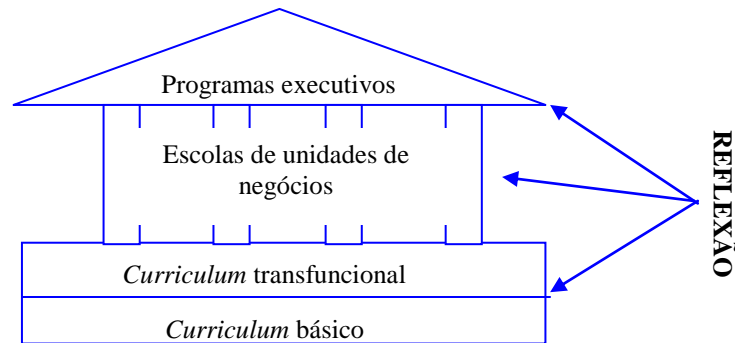 Programas executivos
Escolas de unidades de
negócios
Curriculum transfuncional
Curriculum básico
REFLEXÃO